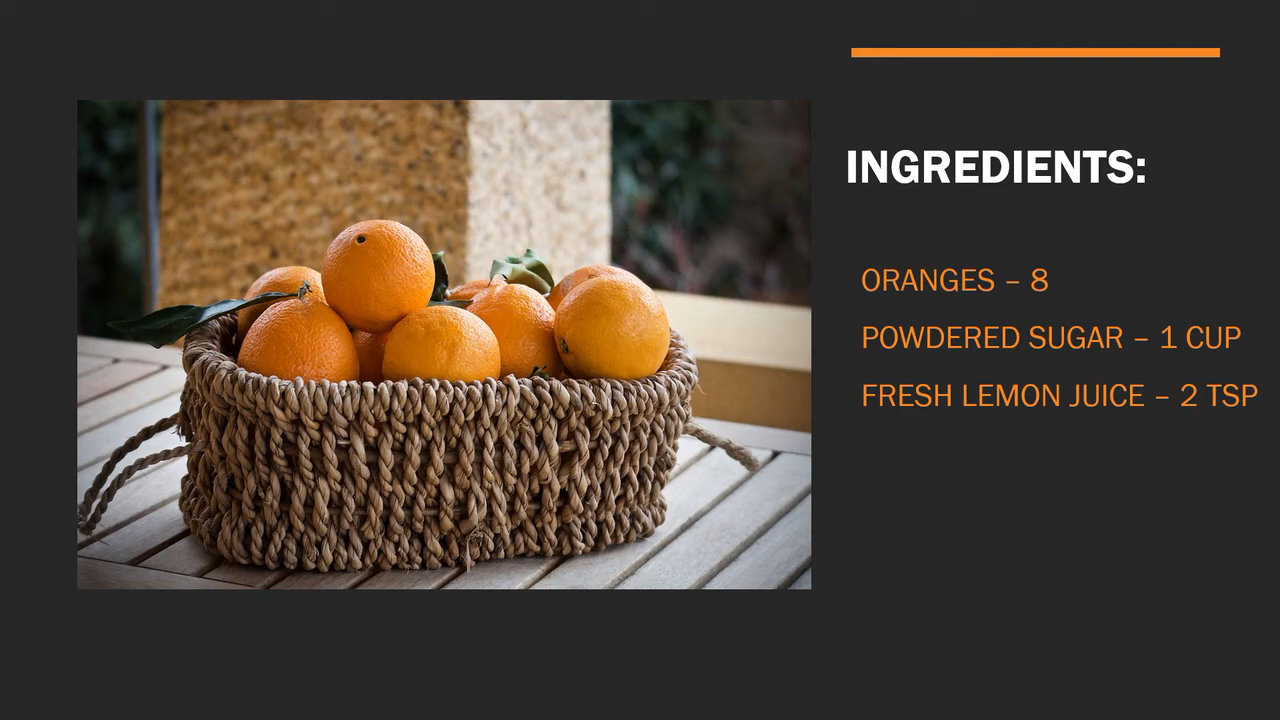 INGREDIENTS:
ORANGES – 8
POWDERED SUGAR – 1 CUP
FRESH LEMON JUICE – 2 TSP